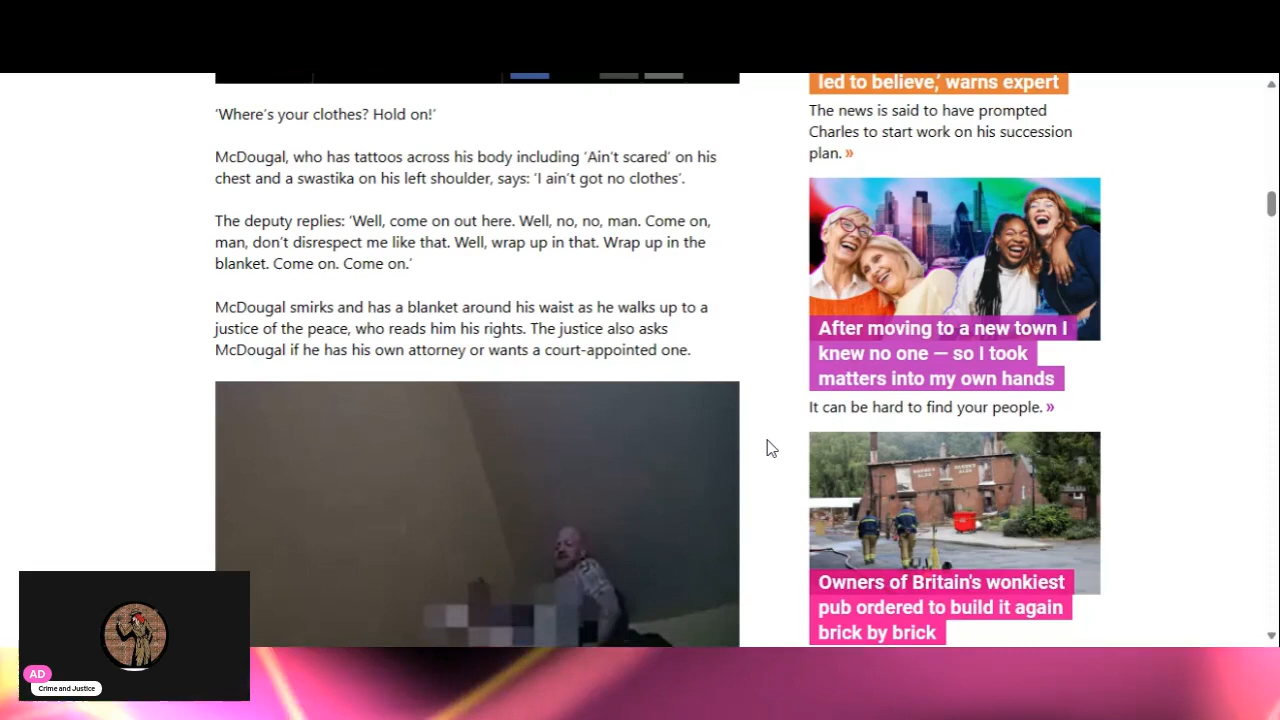 'Where's your clothes? Hold on!'
McDougal, who has tattoos across his body including 'Ain't scared' on his
chest and a swastika on his left shoulder, says: 'I ain't got no clothes'.
The deputy replies: 'Well, come on out here. Well, no, no, man. Come on,
man, don't disrespect me like that. Well, wrap up in that. Wrap up in the
blanket. Come on. Come on.'
McDougal smirks and has a blanket around his waist as he walks up to a
justice of the peace, who reads him his rights. The justice also asks
McDougal if he has his own attorney or wants a court-appointed one.
led to believe,' warns expert
The news is said to have prompted
Charles to start work on his succession
plan. »
After moving to a new town I
knew no one — so I took
matters into my own hands
It can be hard to find your people. »
Owners of Britain's wonkiest
pub ordered to build it again
brick by brick
AD
Crime and Justice